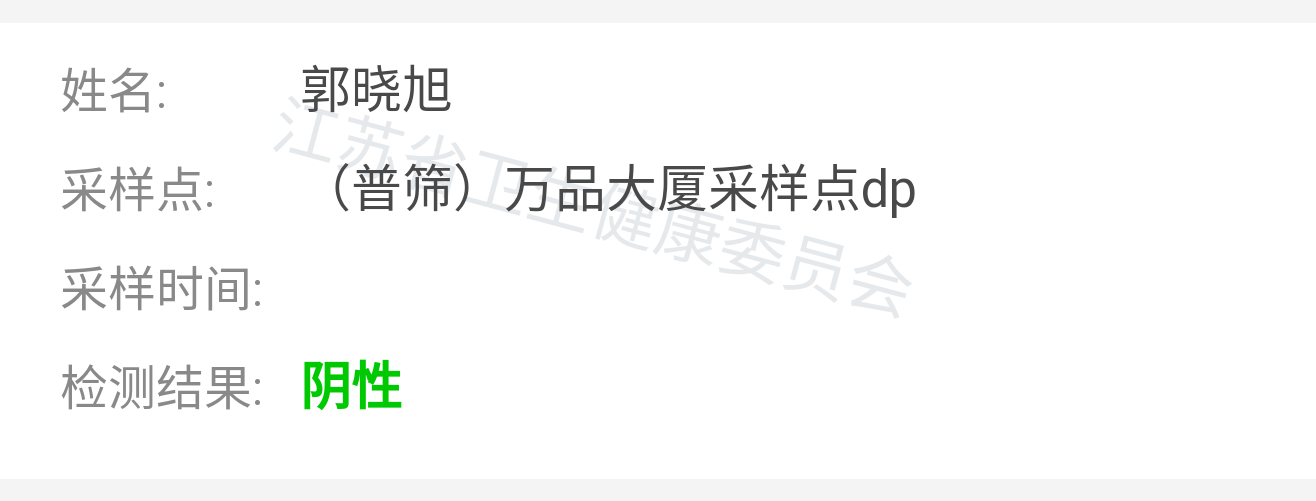 姓名: 郭晓旭
江苏省卫生健康委员会
采样点: （普筛）万品大厦采样点dp
采样时间:
检测结果: 阴性